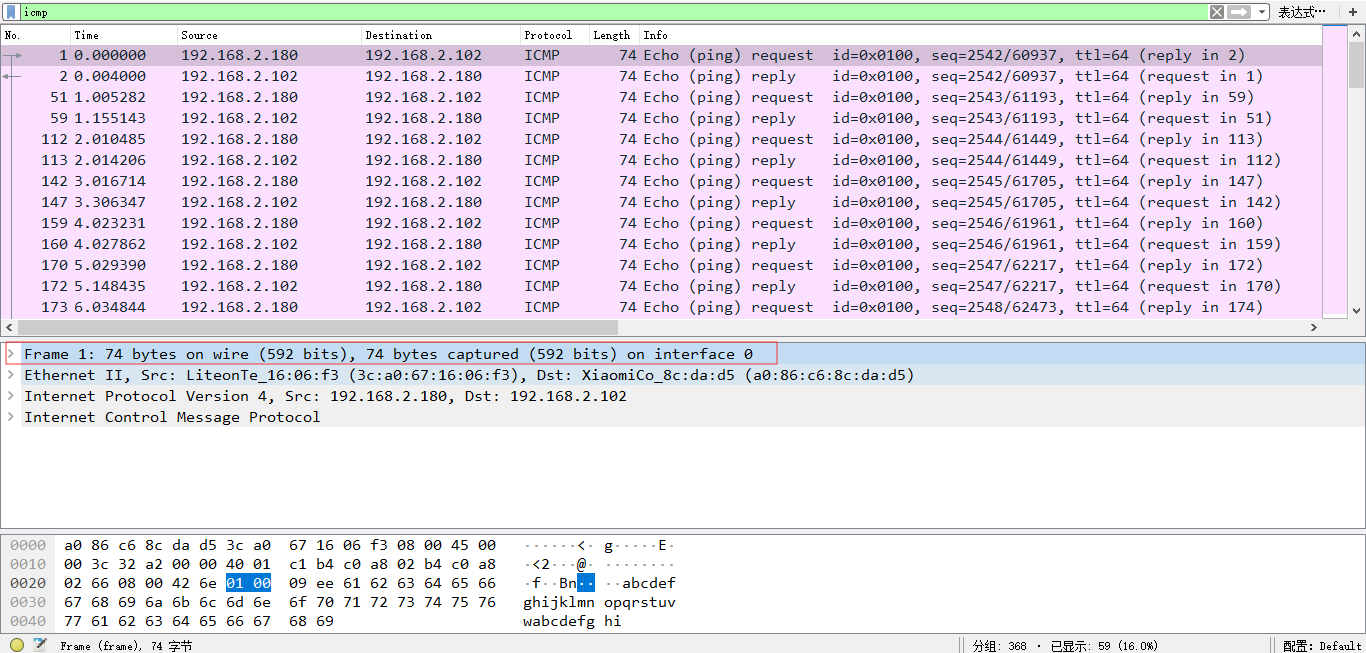 icmp 表达式… +
No. Time Source Destination Protocol Length Info
1 0.000000 192.168.2.180 192.168.2.102 ICMP 74 Echo (ping) request id=0x0100, seq=2542/60937, ttl=64 (reply in 2)
2 0.004000 192.168.2.102 192.168.2.180 ICMP 74 Echo (ping) reply id=0x0100, seq=2542/60937, ttl=64 (request in 1)
51 1.005282 192.168.2.180 192.168.2.102 ICMP 74 Echo (ping) request id=0x0100, seq=2543/61193, ttl=64 (reply in 59)
59 1.155143 192.168.2.102 192.168.2.180 ICMP 74 Echo (ping) reply id=0x0100, seq=2543/61193, ttl=64 (request in 51)
112 2.010485 192.168.2.180 192.168.2.102 ICMP 74 Echo (ping) request id=0x0100, seq=2544/61449, ttl=64 (reply in 113)
113 2.014206 192.168.2.102 192.168.2.180 ICMP 74 Echo (ping) reply id=0x0100, seq=2544/61449, ttl=64 (request in 112)
142 3.016714 192.168.2.180 192.168.2.102 ICMP 74 Echo (ping) request id=0x0100, seq=2545/61705, ttl=64 (reply in 147)
147 3.306347 192.168.2.102 192.168.2.180 ICMP 74 Echo (ping) reply id=0x0100, seq=2545/61705, ttl=64 (request in 142)
159 4.023231 192.168.2.180 192.168.2.102 ICMP 74 Echo (ping) request id=0x0100, seq=2546/61961, ttl=64 (reply in 160)
160 4.027862 192.168.2.102 192.168.2.180 ICMP 74 Echo (ping) reply id=0x0100, seq=2546/61961, ttl=64 (request in 159)
170 5.029390 192.168.2.180 192.168.2.102 ICMP 74 Echo (ping) request id=0x0100, seq=2547/62217, ttl=64 (reply in 172)
172 5.148435 192.168.2.102 192.168.2.180 ICMP 74 Echo (ping) reply id=0x0100, seq=2547/62217, ttl=64 (request in 170)
173 6.034844 192.168.2.180 192.168.2.102 ICMP 74 Echo (ping) request id=0x0100, seq=2548/62473, ttl=64 (reply in 174)
Frame 1: 74 bytes on wire (592 bits), 74 bytes captured (592 bits) on interface 0
Ethernet II, Src: LiteonTe_16:06:f3 (3c:a0:67:16:06:f3), Dst: XiaomiCo_8c:da:d5 (a0:86:c6:8c:da:d5)
Internet Protocol Version 4, Src: 192.168.2.180, Dst: 192.168.2.102
Internet Control Message Protocol
0000 a0 86 c6 8c da d5 3c a0 67 16 06 f3 08 00 45 00 ······<· g·····E·
0010 00 3c 32 a2 00 00 40 01 c1 b4 c0 a8 02 b4 c0 a8 ·<2···@· ········
0020 02 66 08 00 42 6e 01 00 09 ee 61 62 63 64 65 66 ·f··Bn·· ··abcdef
0030 67 68 69 6a 6b 6c 6d 6e 6f 70 71 72 73 74 75 76 ghijklmn opqrstuv
0040 77 61 62 63 64 65 66 67 68 69 wabcdefg hi
Frame (frame), 74 字节 分组: 368 · 已显示: 59 (16.0%) 配置: Default